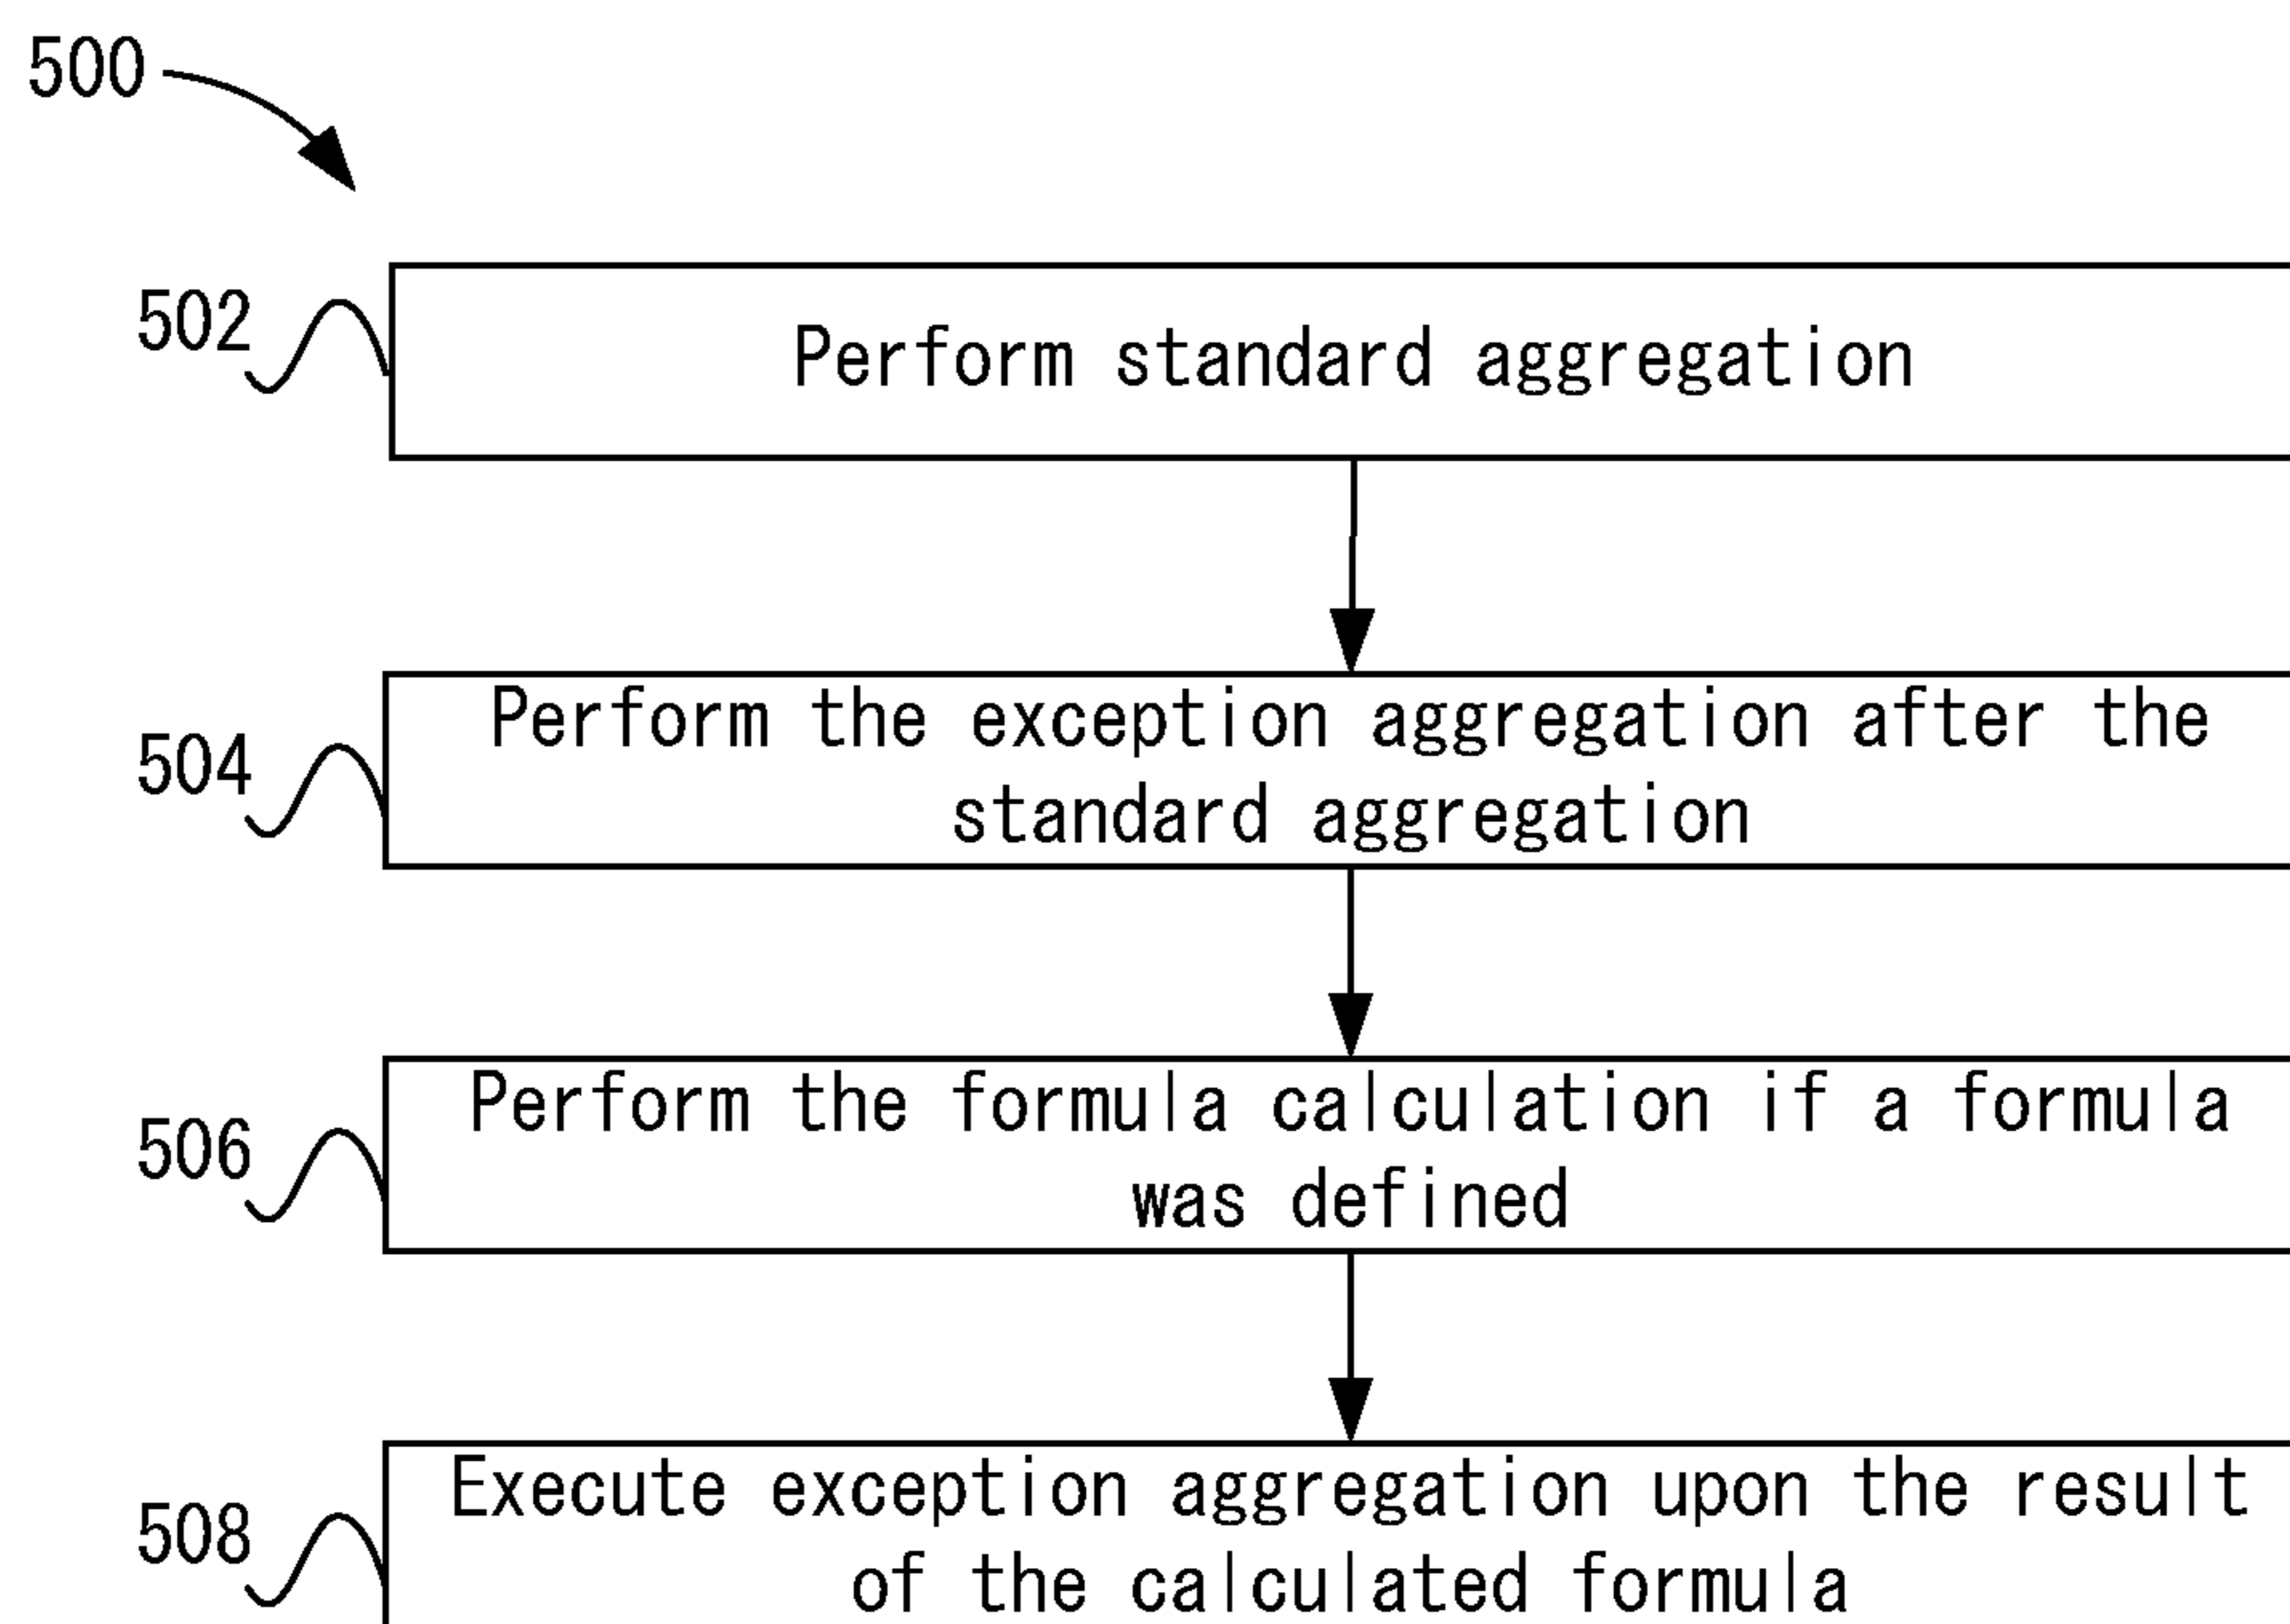 500
502
Perform standard aggregation
504
Perform the exception aggregation after the
standard aggregation
506
Perform the formula calculation if a formula
was defined
508
Execute exception aggregation upon the result
of the calculated formula